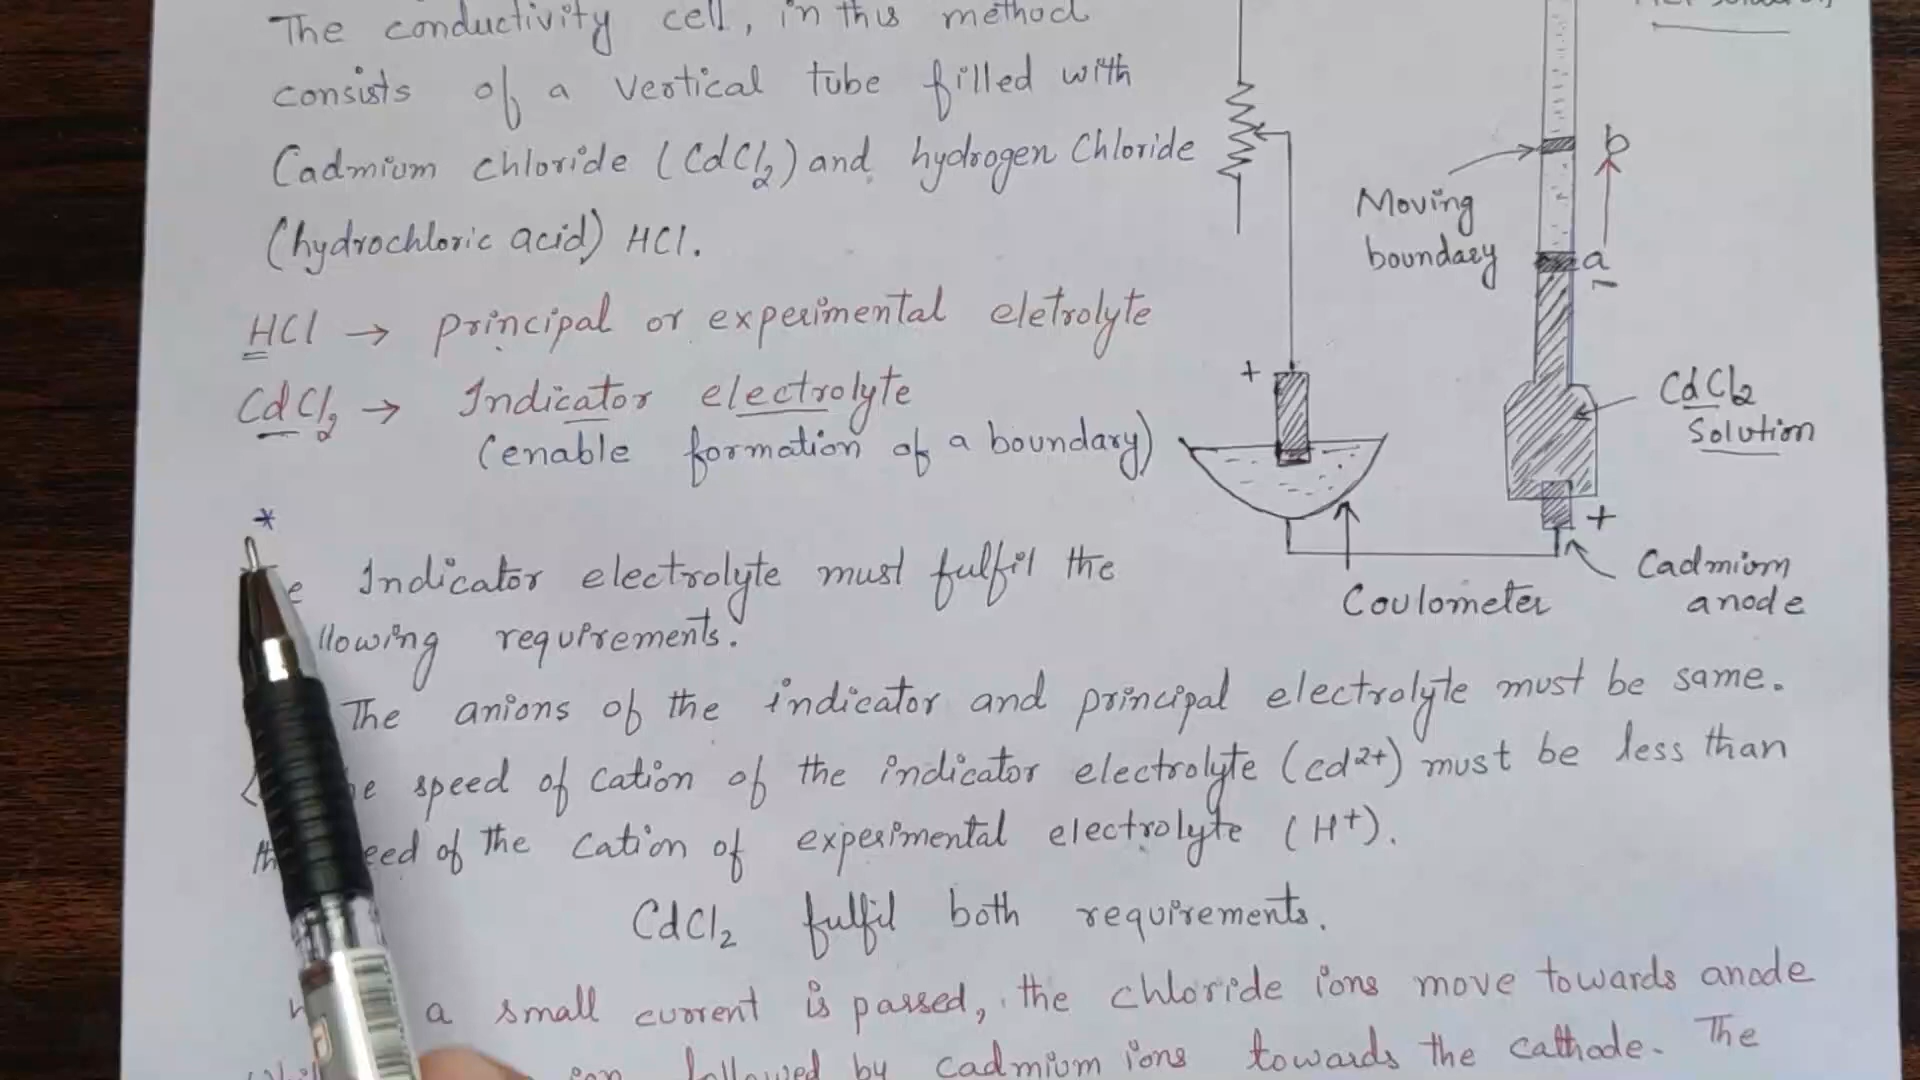 The conductivity cell, in this method
consists of a vertical tube filled with
Cadmium chloride (CdCl2) and hydrogen Chloride
(hydrochloric acid) HCl.
HCl → principal or experimental eletrolyte
CdCl2 → Indicator electrolyte
(enable formation of a boundary)
*
Indicator electrolyte must fulfil the
requirements.
The anions of the indicator and principal electrolyte must be same.
speed of cation of the indicator electrolyte (cd2+) must be less than
of the cation of experimental electrolyte (H+).
CdCl2 fulfil both requirements.
a small current is passed, the chloride ions move towards anode
followed by cadmium ions towards the cathode. The
b
Moving
boundary
a
+
CdCl2
Solution
+
Cadmium
anode
Coulometer